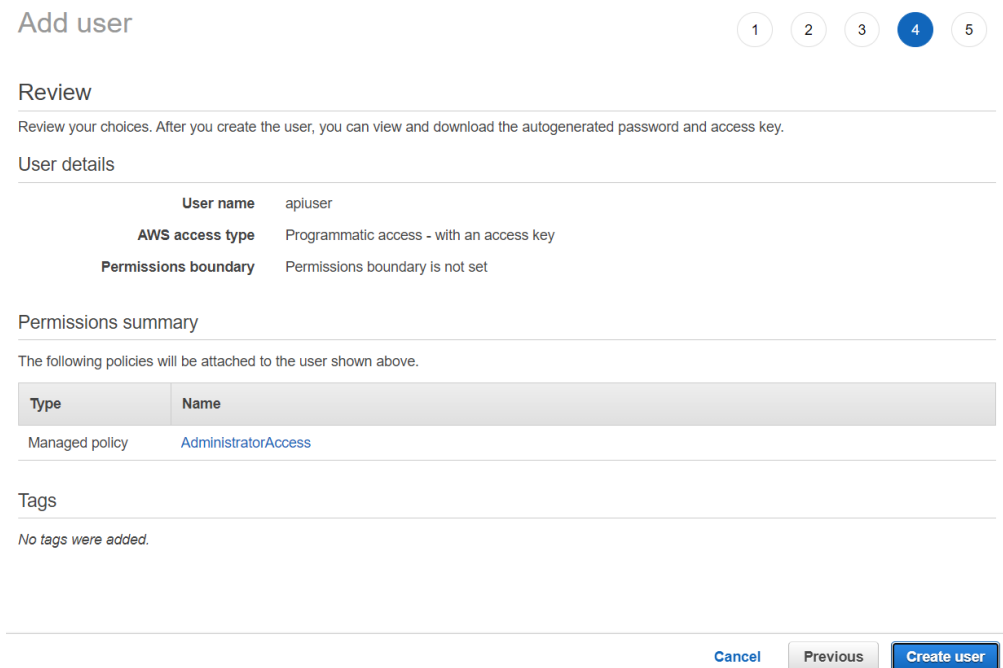 Add user
1 2 3 4 5
Review
Review your choices. After you create the user, you can view and download the autogenerated password and access key.
User details
User name apiuser
AWS access type Programmatic access - with an access key
Permissions boundary Permissions boundary is not set
Permissions summary
The following policies will be attached to the user shown above.
Type Name
Managed policy AdministratorAccess
Tags
No tags were added.
Cancel Previous Create user